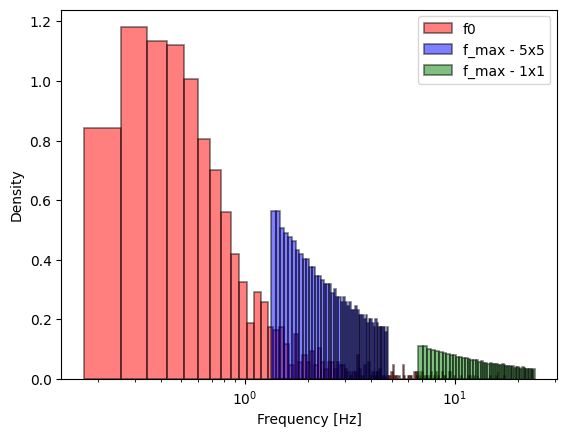 1.2
1.0
0.8
0.6
0.4
0.2
0.0
Density
f0
f_max - 5x5
f_max - 1x1
10⁰
10¹
Frequency [Hz]